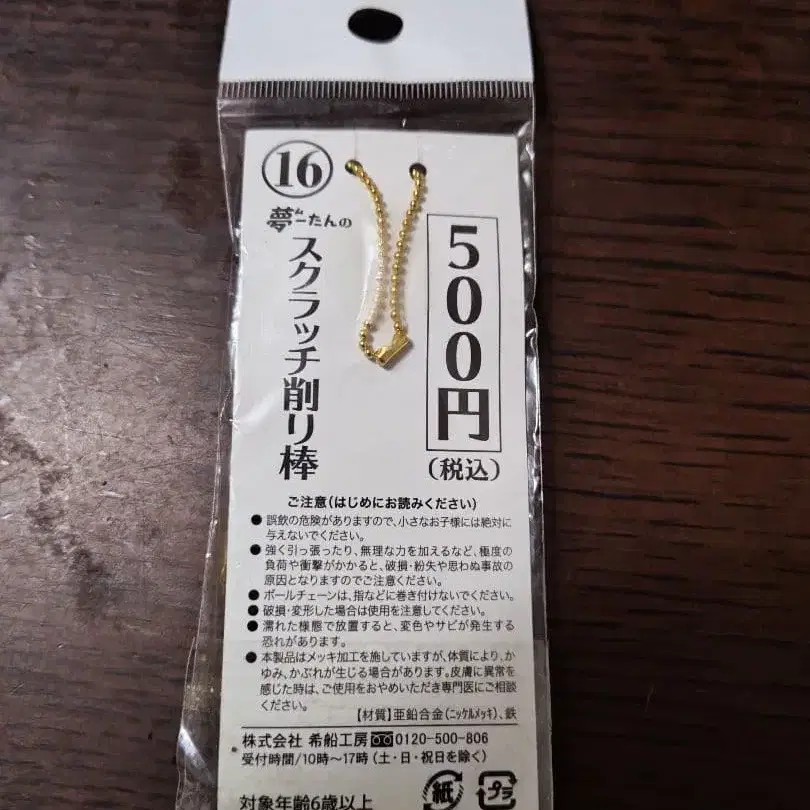 16
夢ーたんの
スクラッチ削り棒
500円
(税込)
ご注意(はじめにお読みください)
● 誤飲の危険がありますので、小さなお子様には絶対に
与えないでください。
● 強く引っ張ったり、無理な力を加えるなど、極度の
負荷や衝撃がかかると、破損・紛失や思わぬ事故の
原因となりますのでご注意ください。
● ボールチェーンは、指などに巻き付けないでください。
● 破損・変形した場合は使用を注意してください。
● 濡れた様態で放置すると、変色やサビが発生する
恐れがあります。
● 本製品はメッキ加工を施していますが、体質により、か
ゆみ、かぶれが生じる場合があります。皮膚に異常を
感じた時は、ご使用をおやめいただき専門医にご相談
ください。
【材質】亜鉛合金(ニッケルメッキ)、鉄
株式会社 希船工房 0120-500-806
受付時間/10時〜17時(土・日・祝日を除く)
対象年齢6歳以上
紙
プラ